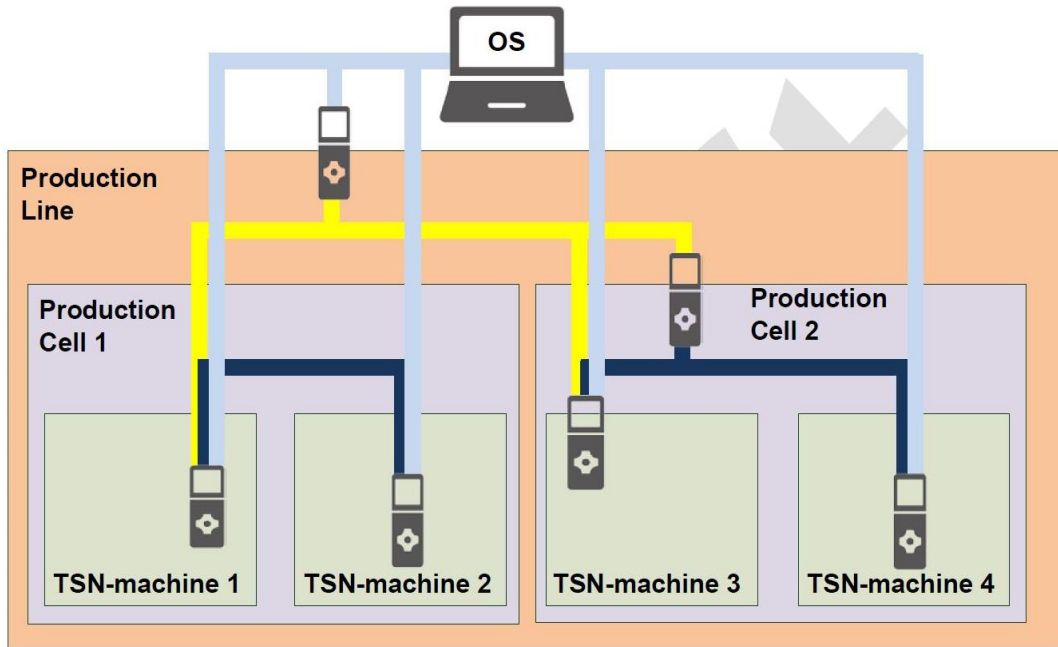 OS
Production
Line
Production
Cell 1
Production
Cell 2
TSN-machine 1
TSN-machine 2
TSN-machine 3
TSN-machine 4